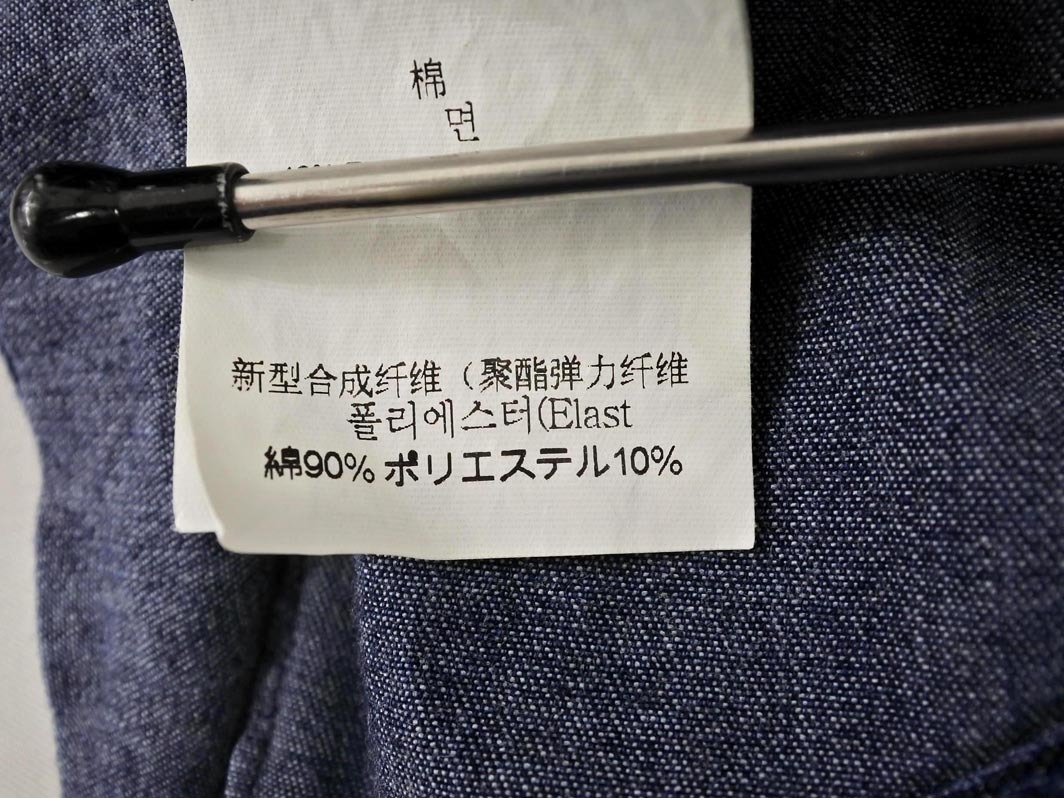 棉
면
新型合成纤维（聚酯弹力纤维
폴리에스터(Elast
綿90% ポリエステル10%